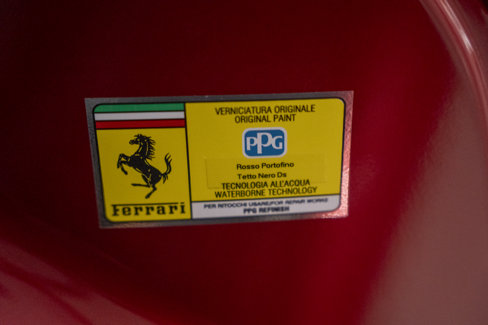 VERNICIATURA ORIGINALE
ORIGINAL PAINT
PPG
Rosso Portofino
Tetto Nero Ds
TECNOLOGIA ALL'ACQUA
WATERBORNE TECHNOLOGY
Ferrari
PER RITOCCHI USARE/FOR REPAIR WORKS
PPG REFINISH